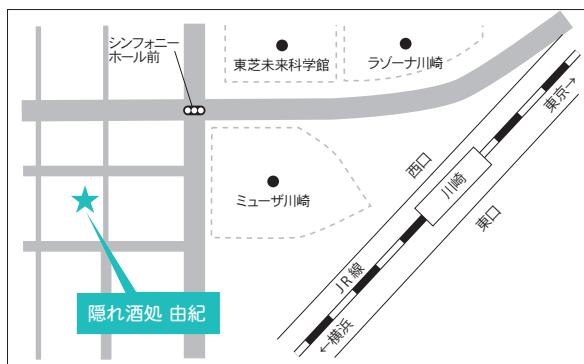 シンフォニー
ホール前
東芝未来科学館
ラゾーナ川崎
東京→
ミューザ川崎
西口
川崎
東口
JR線
←横浜
隠れ酒処 由紀